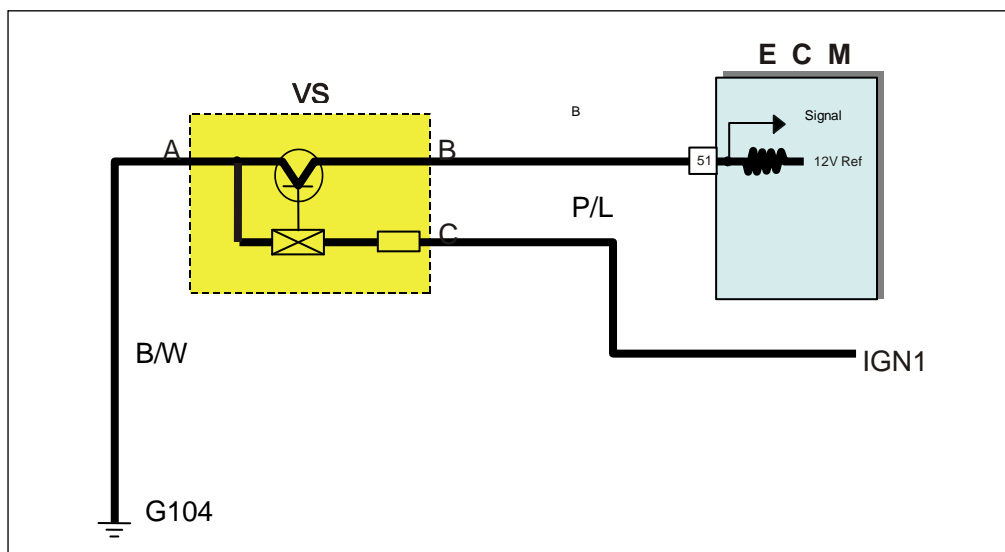 E C M
VS
B
Signal
A
B
51
12V Ref
P/L
C
B/W
IGN1
G104